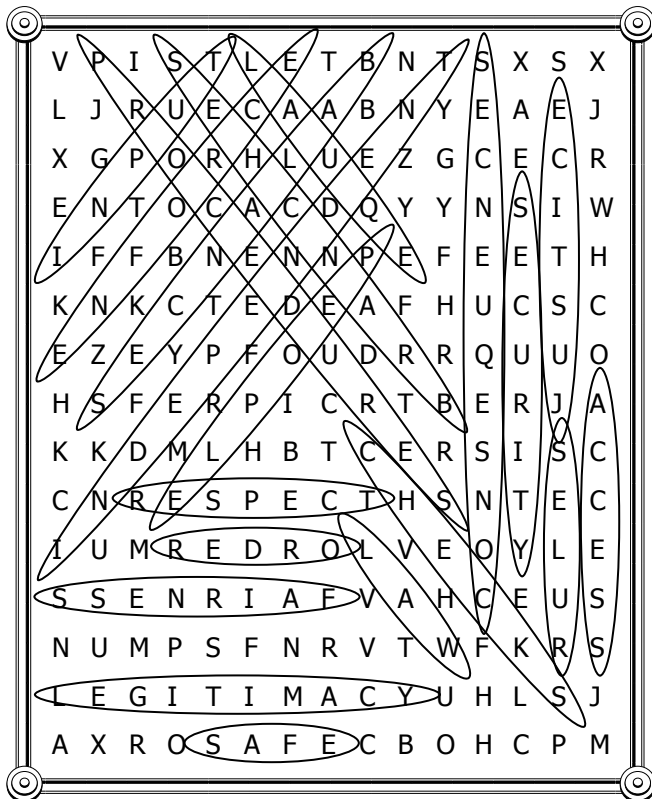 V P I S T L E T B N T S X S X
L J R U E C A A B N Y E A E J
X G P O R H L U E Z G C E C R
E N T O C A C D Q Y Y N S I W
I F F B N E N N P E F E E T H
K N K C T E D E A F H U C S C
E Z E Y P F O U D R R Q U U O
H S F E R P I C R T B E R J A
K K D M L H B T C E R S I S C
C N R E S P E C T H S N T E C
I U M R E D R O L V E O Y L E
S S E N R I A F V A H C E U S
N U M P S F N R V T W F K R S
L E G I T I M A C Y U H L S J
A X R O S A F E C B O H C P M